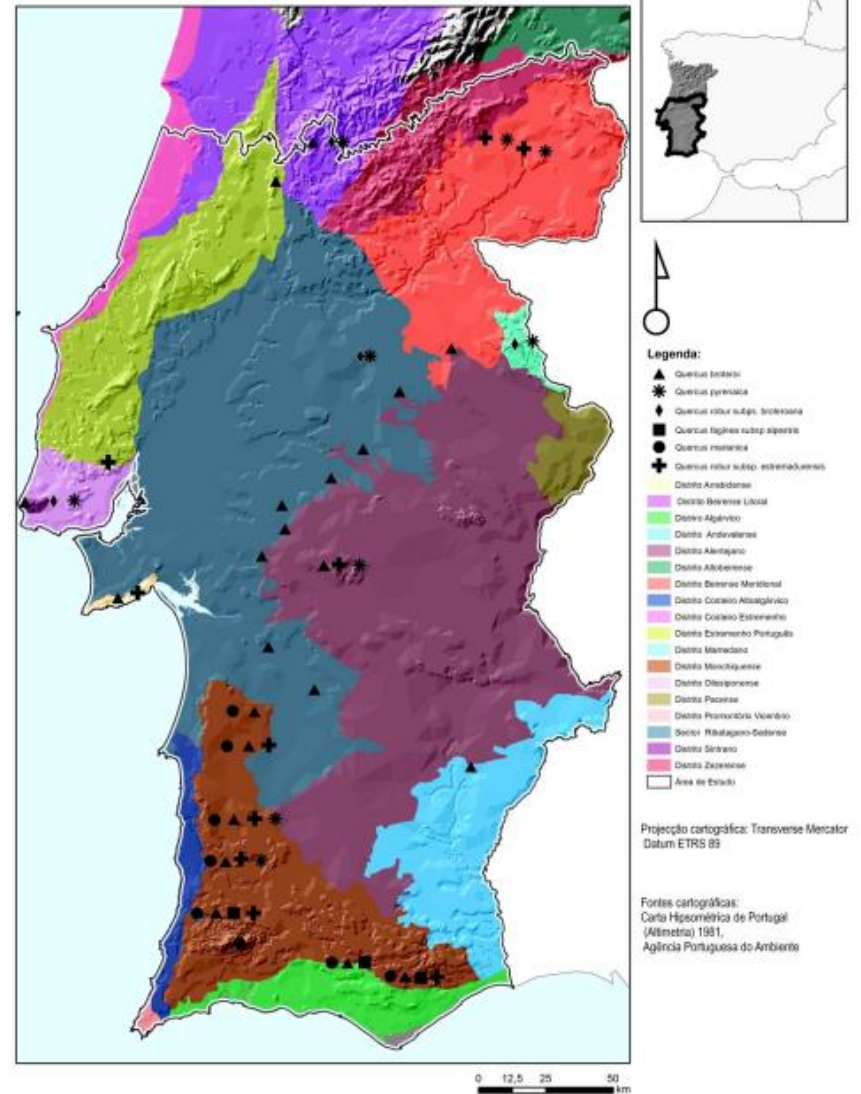 Legenda:
Quercus broteroi
Quercus pyrenaica
Quercus robur subps. broteroana
Quercus faginea subsp alpestris
Quercus marianica
Quercus robur subsp. estremadurensis
Distrito Arrabidense
Distrito Beirense Litoral
Distrito Algárvico
Distrito Andevalense
Distrito Alentejano
Distrito Altobeirense
Distrito Beirense Meridional
Distrito Costeiro Altoalgárvico
Distrito Costeiro Estremenho
Distrito Estremenho Português
Distrito Marvadano
Distrito Monchiquense
Distrito Olissiponense
Distrito Pacense
Distrito Promontório Vicentino
Sector Ribatagano-Sadense
Distrito Sintrano
Distrito Zezerense
Área de Estudo
Projecção cartográfica: Transverse Mercator
Datum ETRS 89
Fontes cartográficas:
Carta Hipsométrica de Portugal
(Altimetria) 1981,
Agência Portuguesa do Ambiente
0 12,5 25 50
km